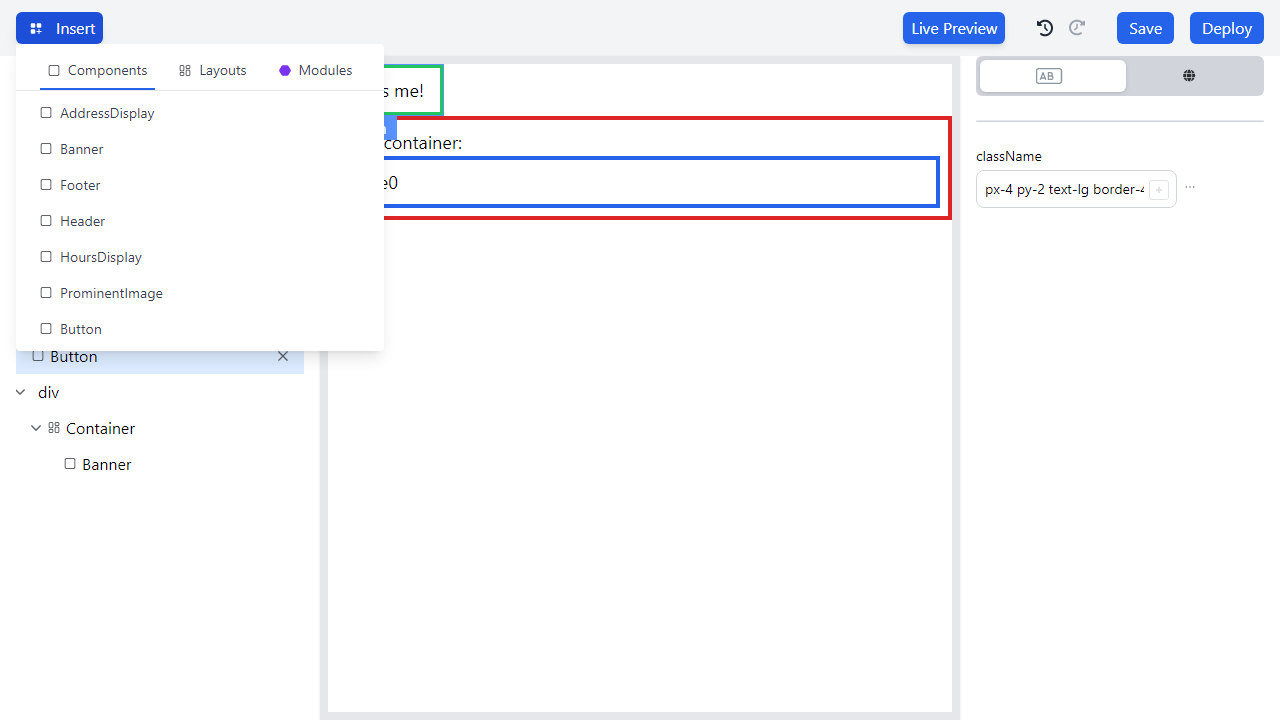 Insert
Live Preview
Save
Deploy
Components
Layouts
Modules
AddressDisplay
Banner
Footer
Header
HoursDisplay
ProminentImage
Button
Button
div
Container
Banner
me!
container:
AB
className
px-4 py-2 text-lg border-4